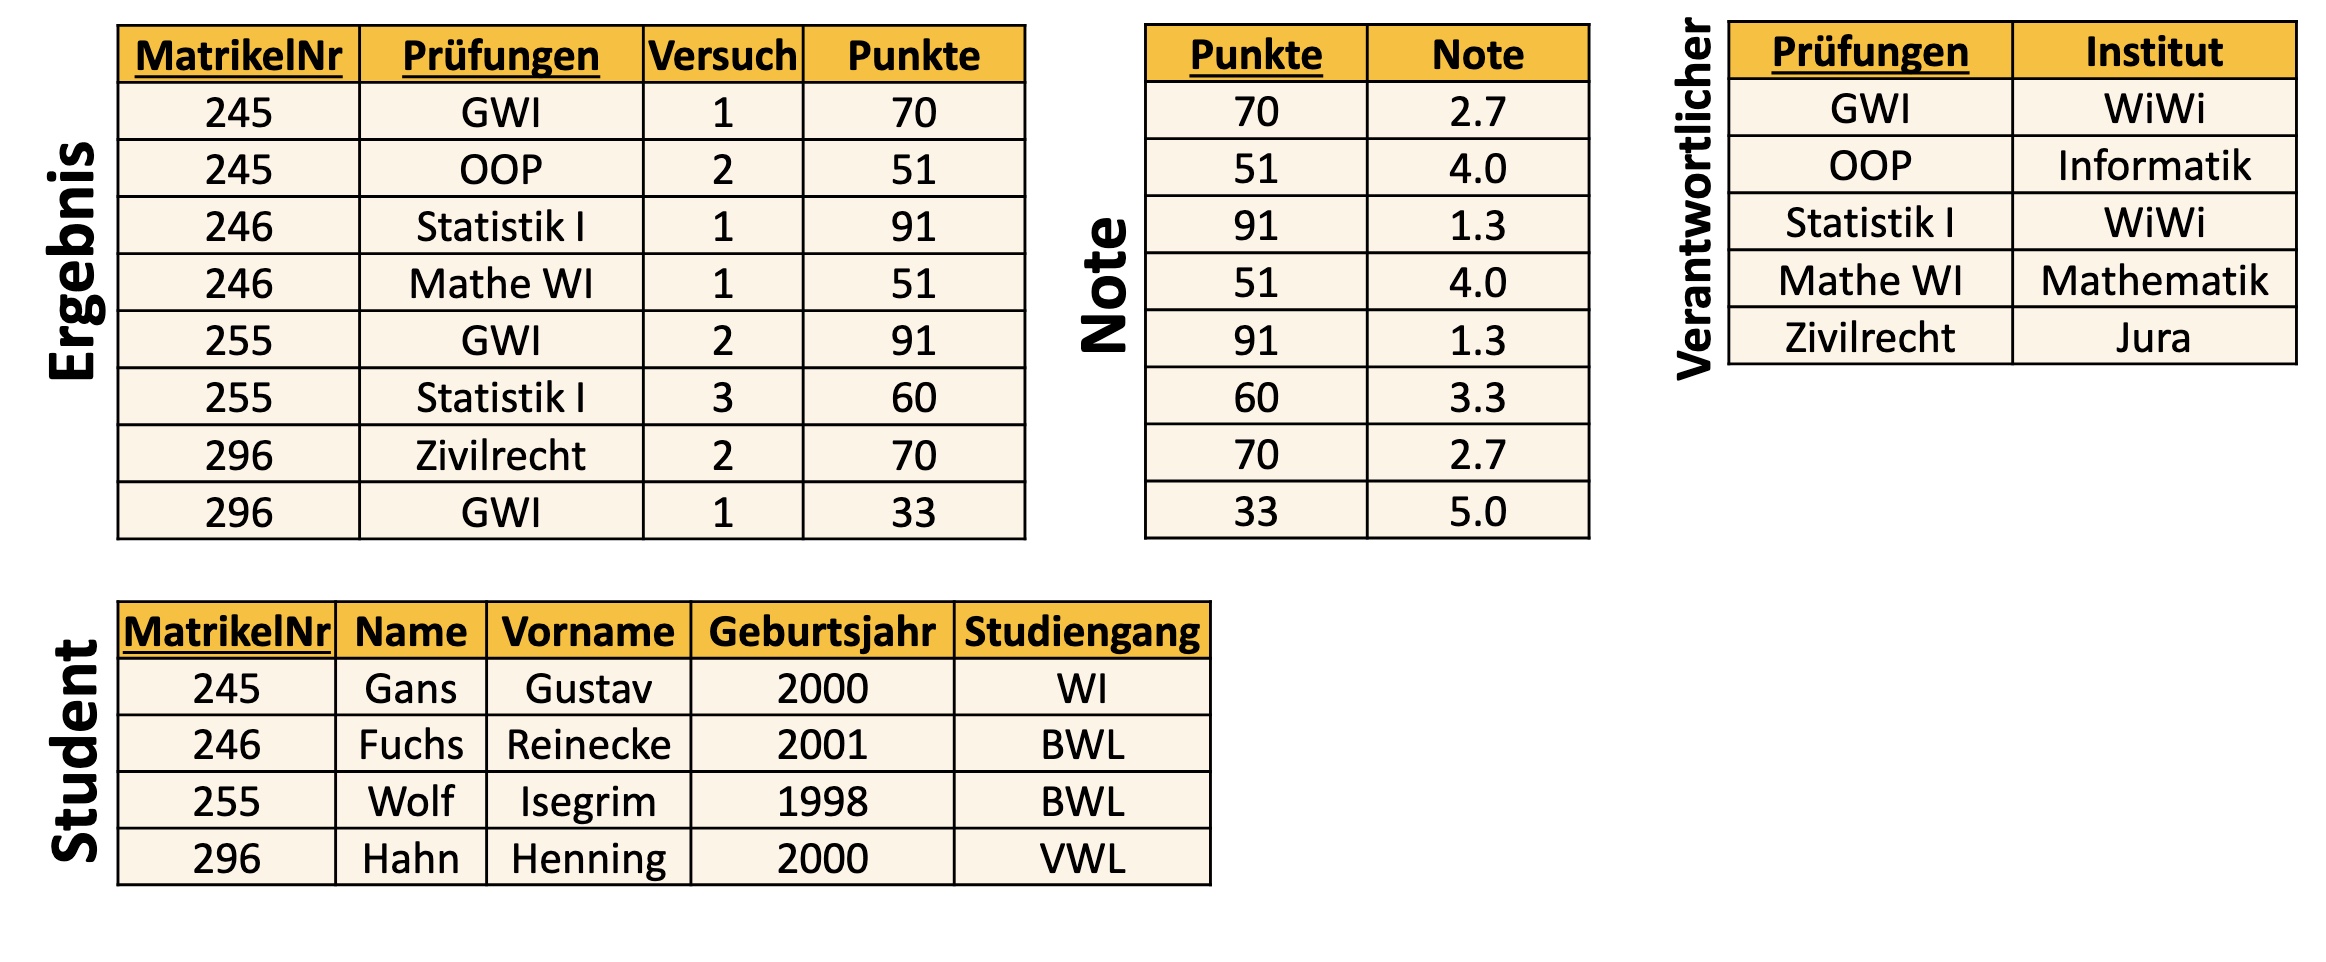 Ergebnis
MatrikelNr Prüfungen Versuch Punkte
245 GWI 1 70
245 OOP 2 51
246 Statistik I 1 91
246 Mathe WI 1 51
255 GWI 2 91
255 Statistik I 3 60
296 Zivilrecht 2 70
296 GWI 1 33
Note
Punkte Note
70 2.7
51 4.0
91 1.3
51 4.0
91 1.3
60 3.3
70 2.7
33 5.0
Verantwortlicher
Prüfungen Institut
GWI WiWi
OOP Informatik
Statistik I WiWi
Mathe WI Mathematik
Zivilrecht Jura
Student
MatrikelNr Name Vorname Geburtsjahr Studiengang
245 Gans Gustav 2000 WI
246 Fuchs Reinecke 2001 BWL
255 Wolf Isegrim 1998 BWL
296 Hahn Henning 2000 VWL